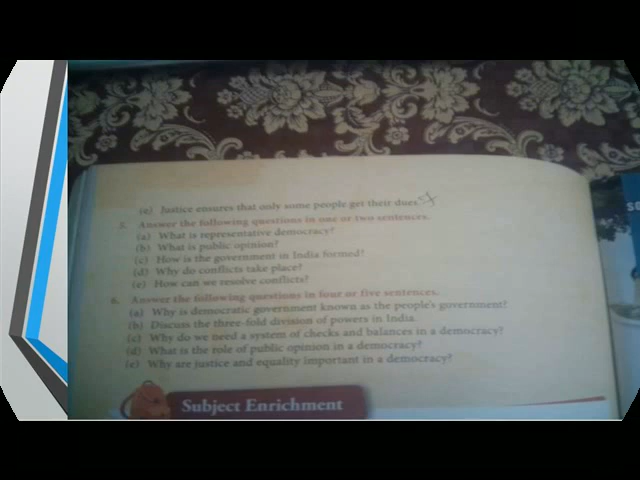 (e) Justice ensures that only some people get their dues. F
5. Answer the following questions in one or two sentences.
(a) What is representative democracy?
(b) What is public opinion?
(c) How is the government in India formed?
(d) Why do conflicts take place?
(e) How can we resolve conflicts?
6. Answer the following questions in four or five sentences.
(a) Why is democratic government known as the people's government?
(b) Discuss the three-fold division of powers in India.
(c) Why do we need a system of checks and balances in a democracy?
(d) What is the role of public opinion in a democracy?
(e) Why are justice and equality important in a democracy?
Subject Enrichment